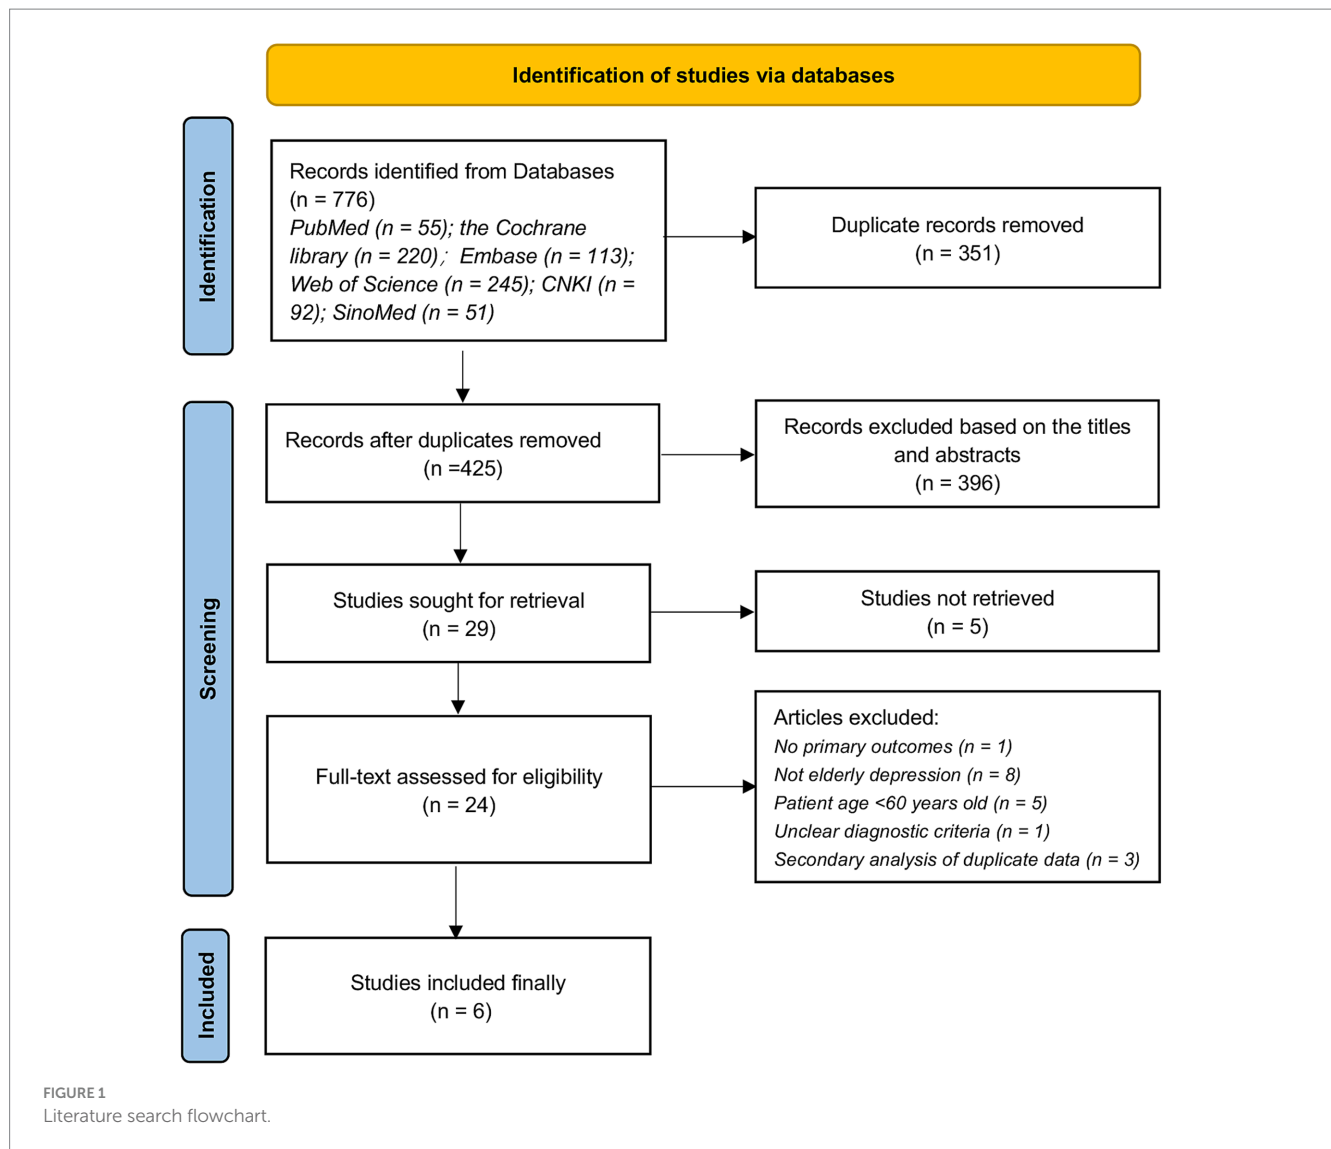 Identification of studies via databases
Identification
Records identified from Databases
(n = 776)
PubMed (n = 55); the Cochrane
library (n = 220)； Embase (n = 113);
Web of Science (n = 245); CNKI (n =
92); SinoMed (n = 51)
Duplicate records removed
(n = 351)
Screening
Records after duplicates removed
(n =425)
Records excluded based on the titles
and abstracts
(n = 396)
Studies sought for retrieval
(n = 29)
Studies not retrieved
(n = 5)
Full-text assessed for eligibility
(n = 24)
Articles excluded:
No primary outcomes (n = 1)
Not elderly depression (n = 8)
Patient age <60 years old (n = 5)
Unclear diagnostic criteria (n = 1)
Secondary analysis of duplicate data (n = 3)
Included
Studies included finally
(n = 6)
FIGURE 1
Literature search flowchart.